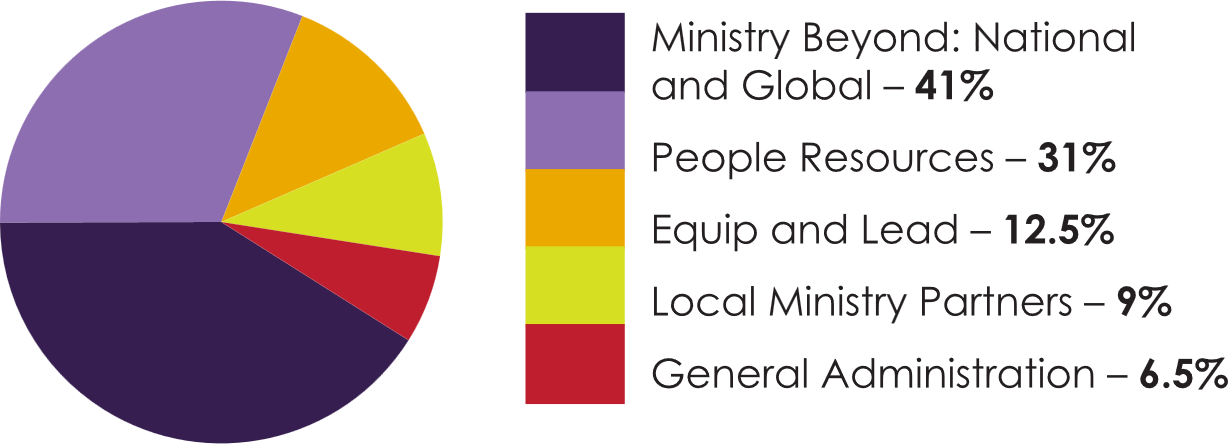 Ministry Beyond: National
and Global – 41%
People Resources – 31%
Equip and Lead – 12.5%
Local Ministry Partners – 9%
General Administration – 6.5%